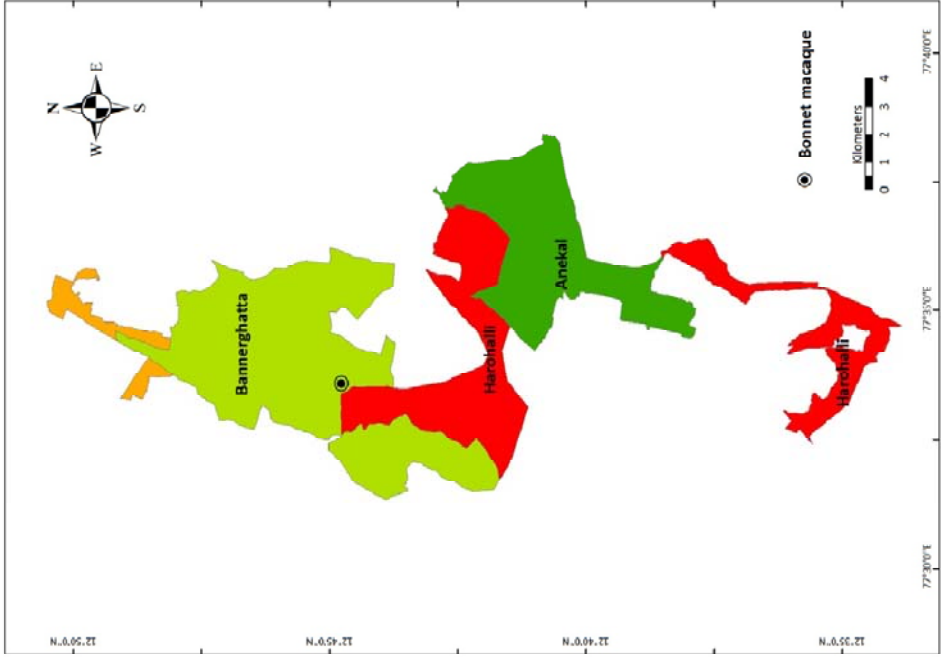 N
W
E
S
Bonnet macaque
Kilometers
0 1 2 3 4
Bannerghatta
Harohalli
Anekal
Harohalli
12°50'0"N
12°45'0"N
12°40'0"N
12°35'0"N
77°30'0"E
77°35'0"E
77°40'0"E